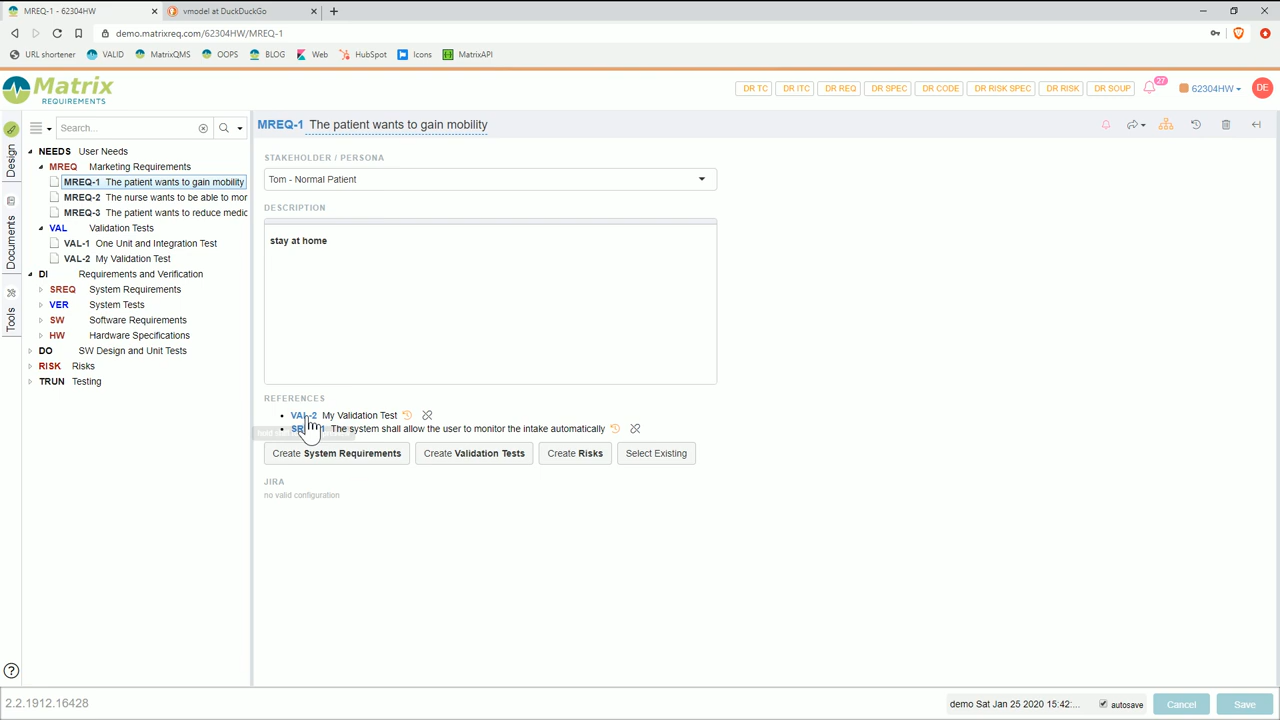 MREQ-1 - 62304HW
vmodel at DuckDuckGo
demo.matrixreq.com/62304HW/MREQ-1
URL shortener VALID MatrixQMS OOPS BLOG Web HubSpot Icons MatrixAPI
Matrix
REQUIREMENTS
DR TC DR ITC DR REQ DR SPEC DR CODE DR RISK SPEC DR RISK DR SOUP 27 62304HW DE
Design
Documents
Tools
Search...
NEEDS User Needs
MREQ Marketing Requirements
MREQ-1 The patient wants to gain mobility
MREQ-2 The nurse wants to be able to mor
MREQ-3 The patient wants to reduce medic
VAL Validation Tests
VAL-1 One Unit and Integration Test
VAL-2 My Validation Test
DI Requirements and Verification
SREQ System Requirements
VER System Tests
SW Software Requirements
HW Hardware Specifications
DO SW Design and Unit Tests
RISK Risks
TRUN Testing
MREQ-1 The patient wants to gain mobility
STAKEHOLDER / PERSONA
Tom - Normal Patient
DESCRIPTION
stay at home
REFERENCES
VAL-2 My Validation Test
The system shall allow the user to monitor the intake automatically
Create System Requirements Create Validation Tests Create Risks Select Existing
JIRA
no valid configuration
2.2.1912.16428
demo Sat Jan 25 2020 15:42:... autosave Cancel Save